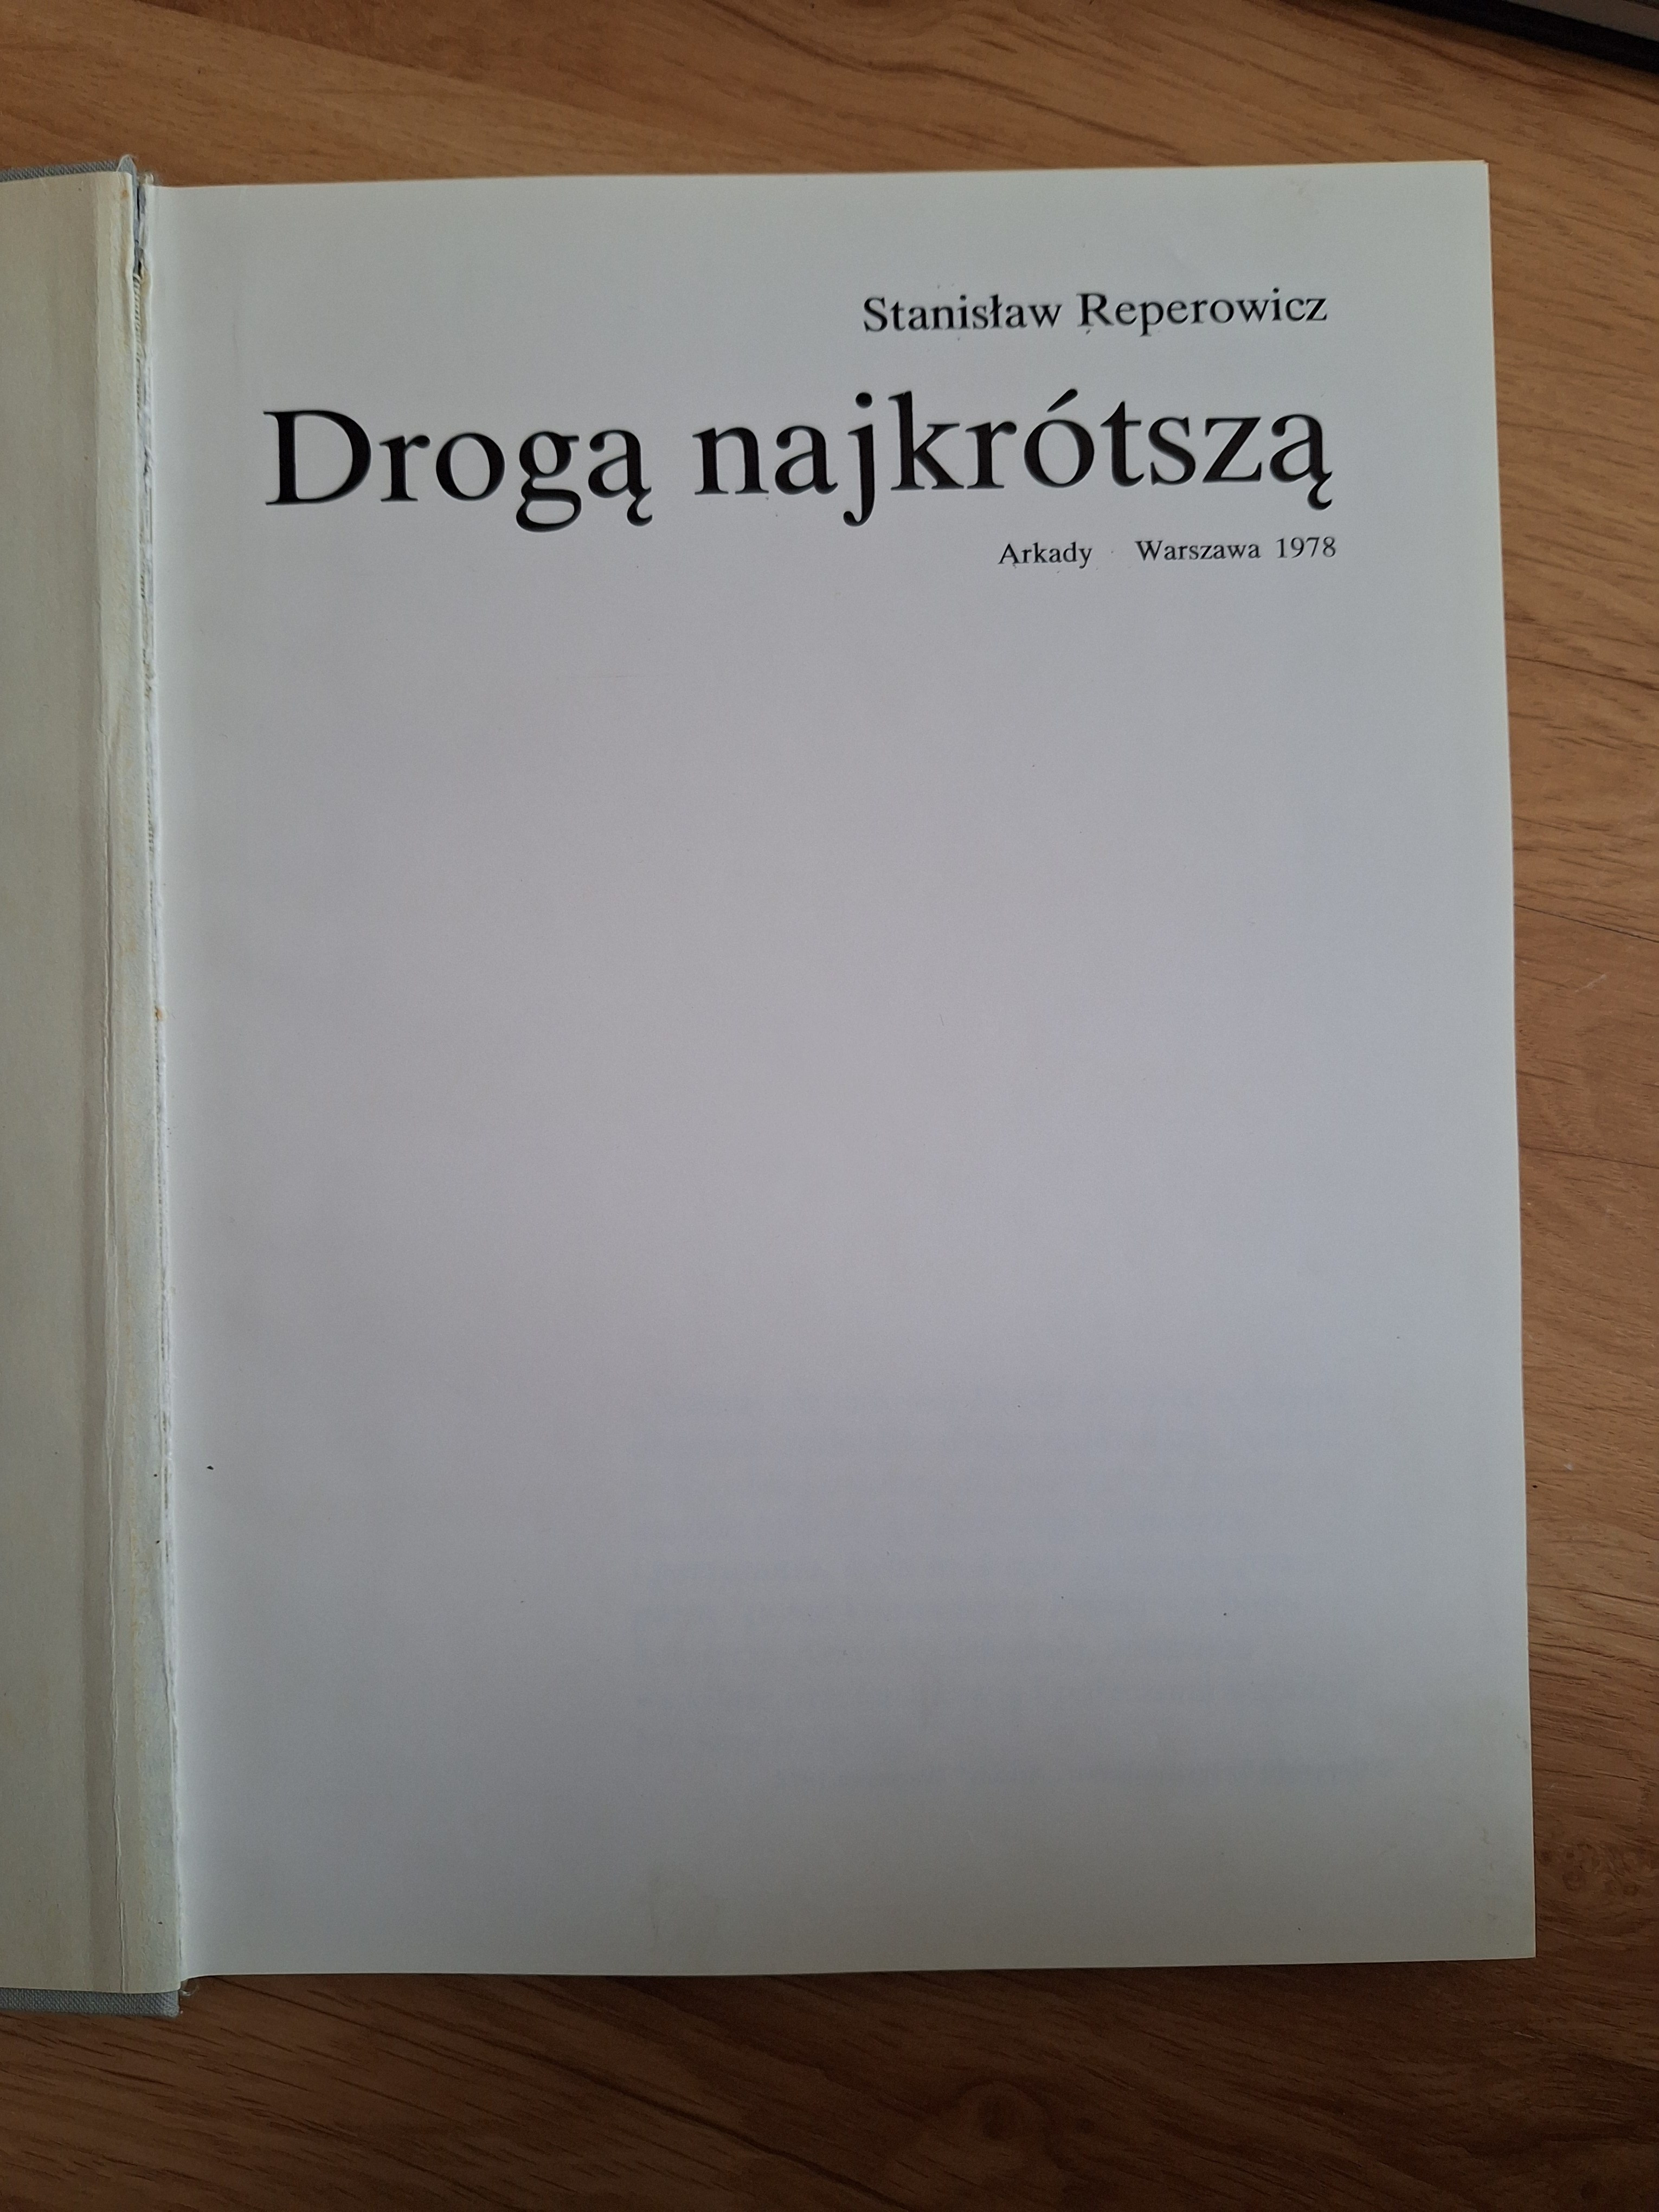 Stanisław Reperowicz
Drogą najkrótszą
Arkady · Warszawa 1978